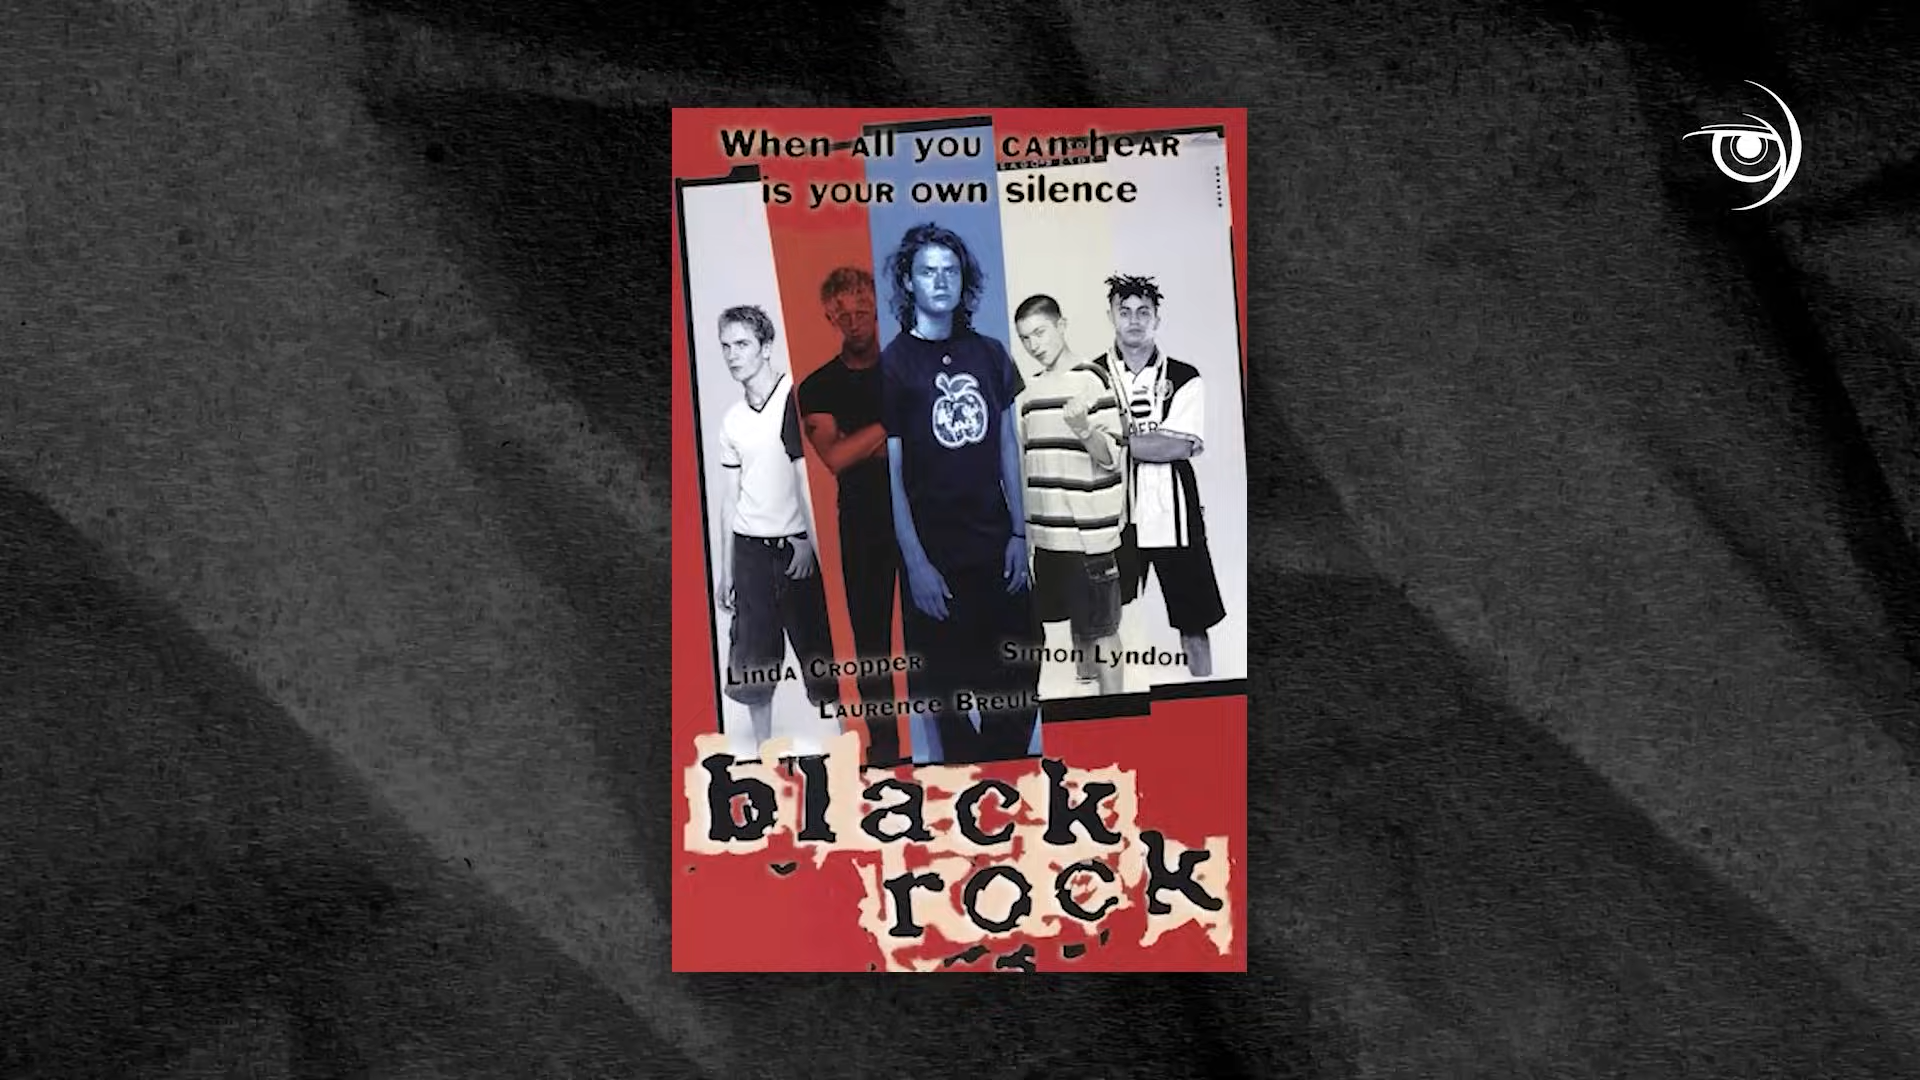 When all you can hear
is your own silence
Linda Cropper
Simon Lyndon
Laurence Breuls
black
rock